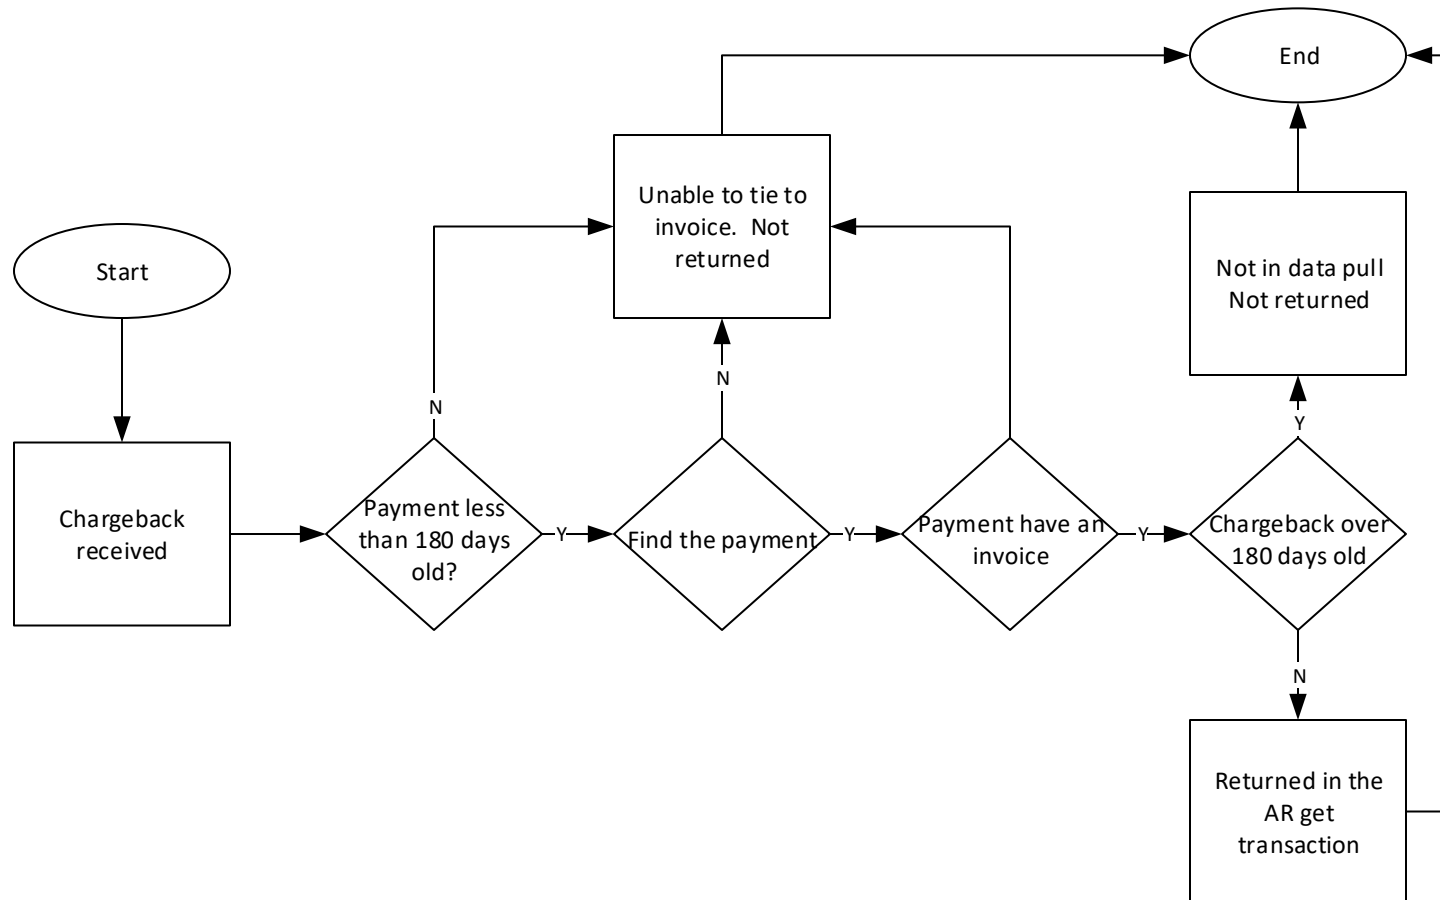 End
Unable to tie to
invoice.  Not
returned
Start
Not in data pull
Not returned
N
N
Y
Chargeback
received
Payment less
than 180 days
old?
Y
Find the payment
Y
Payment have an
invoice
Y
Chargeback over
180 days old
N
Returned in the
AR get
transaction